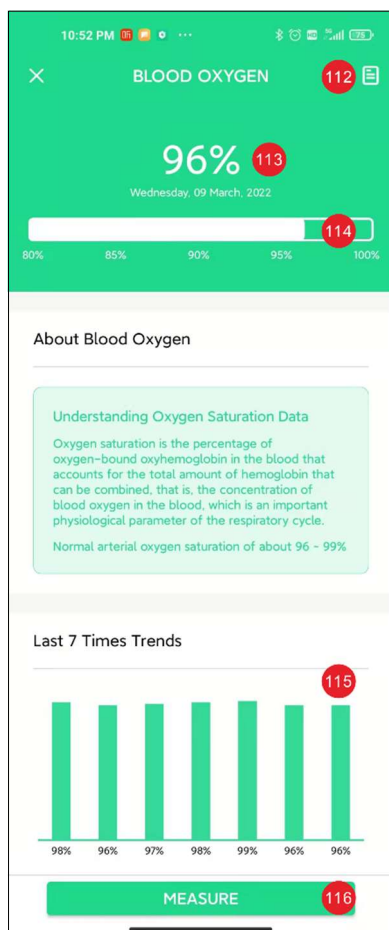 10:52 PM
75
BLOOD OXYGEN
112
96%
113
Wednesday, 09 March, 2022
114
80% 85% 90% 95% 100%
About Blood Oxygen
Understanding Oxygen Saturation Data
Oxygen saturation is the percentage of
oxygen-bound oxyhemoglobin in the blood that
accounts for the total amount of hemoglobin that
can be combined, that is, the concentration of
blood oxygen in the blood, which is an important
physiological parameter of the respiratory cycle.
Normal arterial oxygen saturation of about 96 - 99%
Last 7 Times Trends
115
98% 96% 97% 98% 99% 96% 96%
MEASURE
116